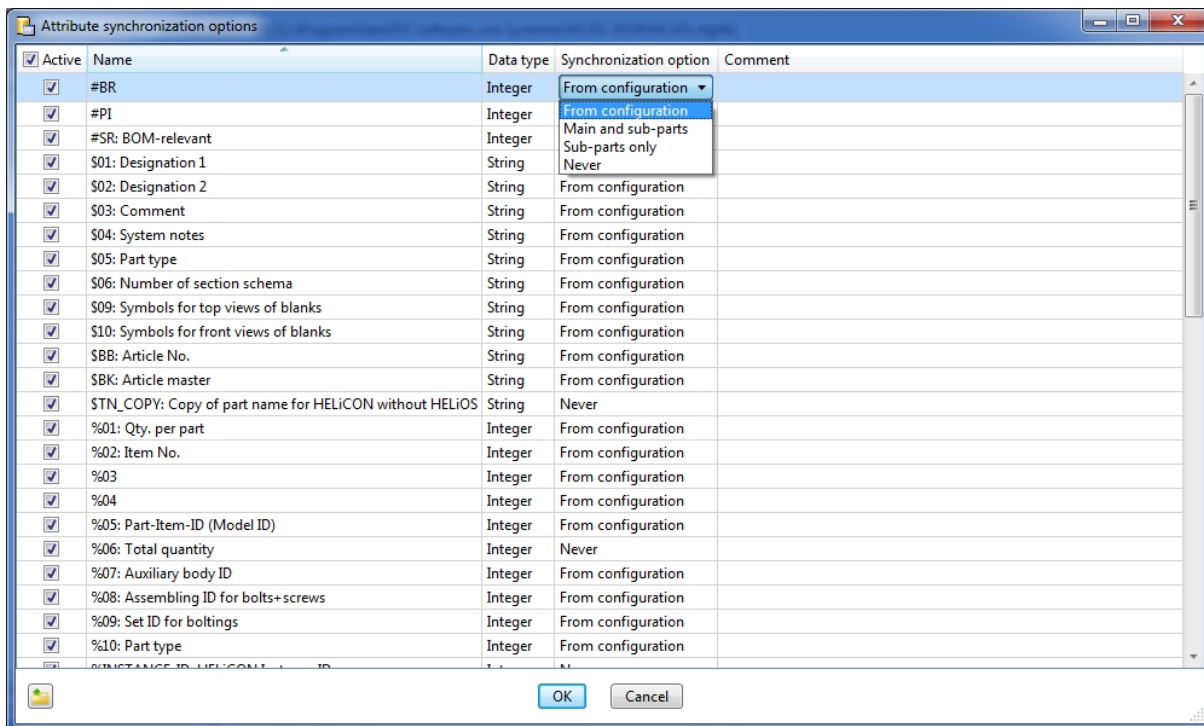 Attribute synchronization options
Active Name Data type Synchronization option Comment
#BR Integer From configuration
#PI Integer From configuration
#SR: BOM-relevant Integer Main and sub-parts
Sub-parts only
$01: Designation 1 String Never
$02: Designation 2 String From configuration
$03: Comment String From configuration
$04: System notes String From configuration
$05: Part type String From configuration
$06: Number of section schema String From configuration
$09: Symbols for top views of blanks String From configuration
$10: Symbols for front views of blanks String From configuration
$BB: Article No. String From configuration
$BK: Article master String From configuration
$TN_COPY: Copy of part name for HELiCON without HELiOS String Never
%01: Qty. per part Integer From configuration
%02: Item No. Integer From configuration
%03 Integer From configuration
%04 Integer From configuration
%05: Part-Item-ID (Model ID) Integer From configuration
%06: Total quantity Integer Never
%07: Auxiliary body ID Integer From configuration
%08: Assembling ID for bolts+screws Integer From configuration
%09: Set ID for boltings Integer From configuration
%10: Part type Integer From configuration
OK Cancel